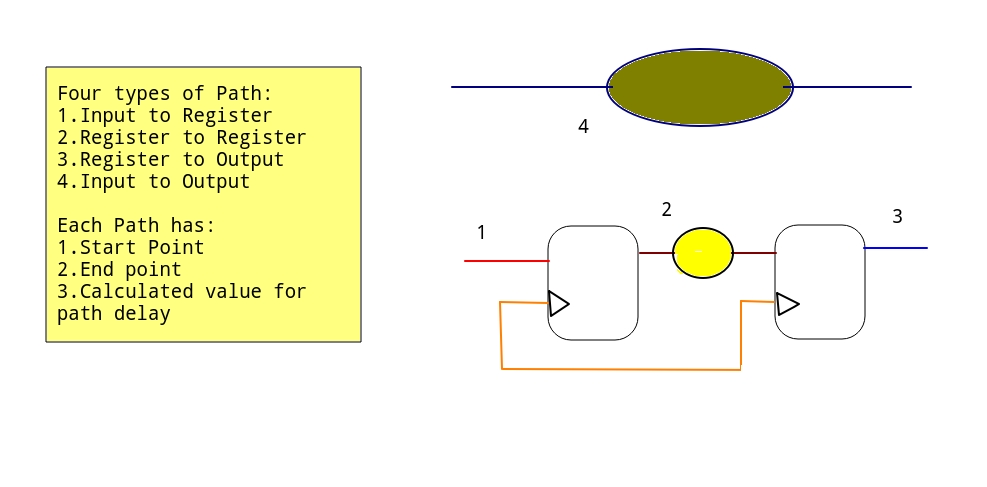 Four types of Path:
1.Input to Register
2.Register to Register
3.Register to Output
4.Input to Output
Each Path has:
1.Start Point
2.End point
3.Calculated value for
path delay
4
2
3
1